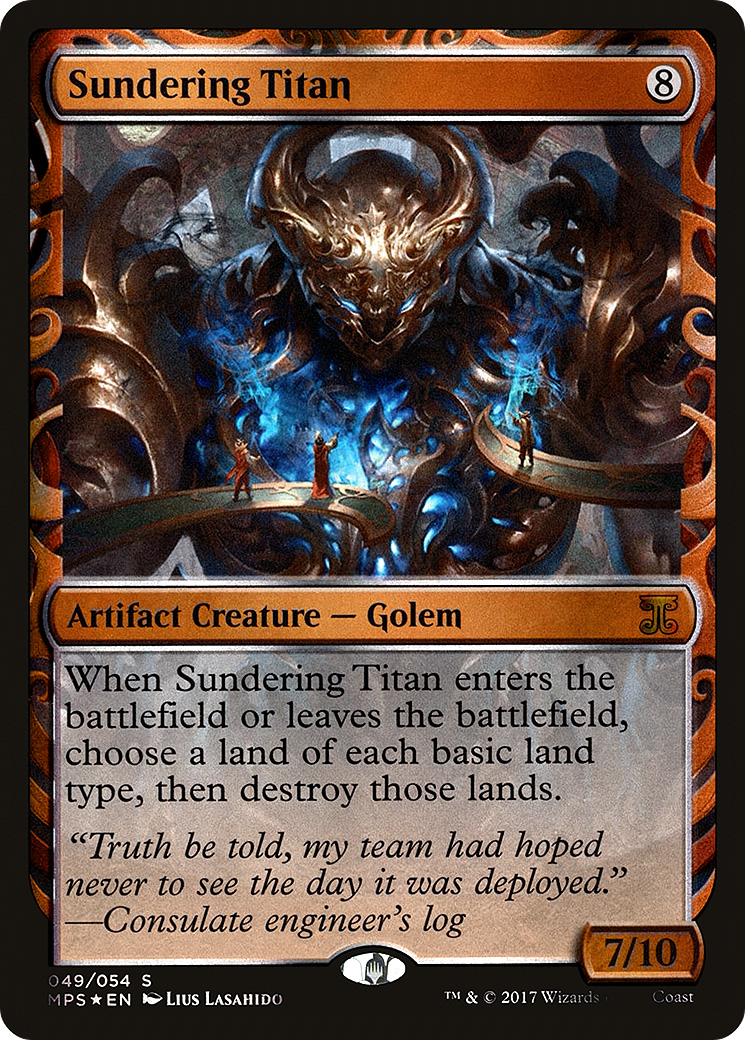 Sundering Titan 8
Artifact Creature — Golem
When Sundering Titan enters the
battlefield or leaves the battlefield,
choose a land of each basic land
type, then destroy those lands.
“Truth be told, my team had hoped
never to see the day it was deployed.”
—Consulate engineer’s log
7/10
049/054 S
MPS★EN Lius Lasahido
™ & © 2017 Wizards Coast